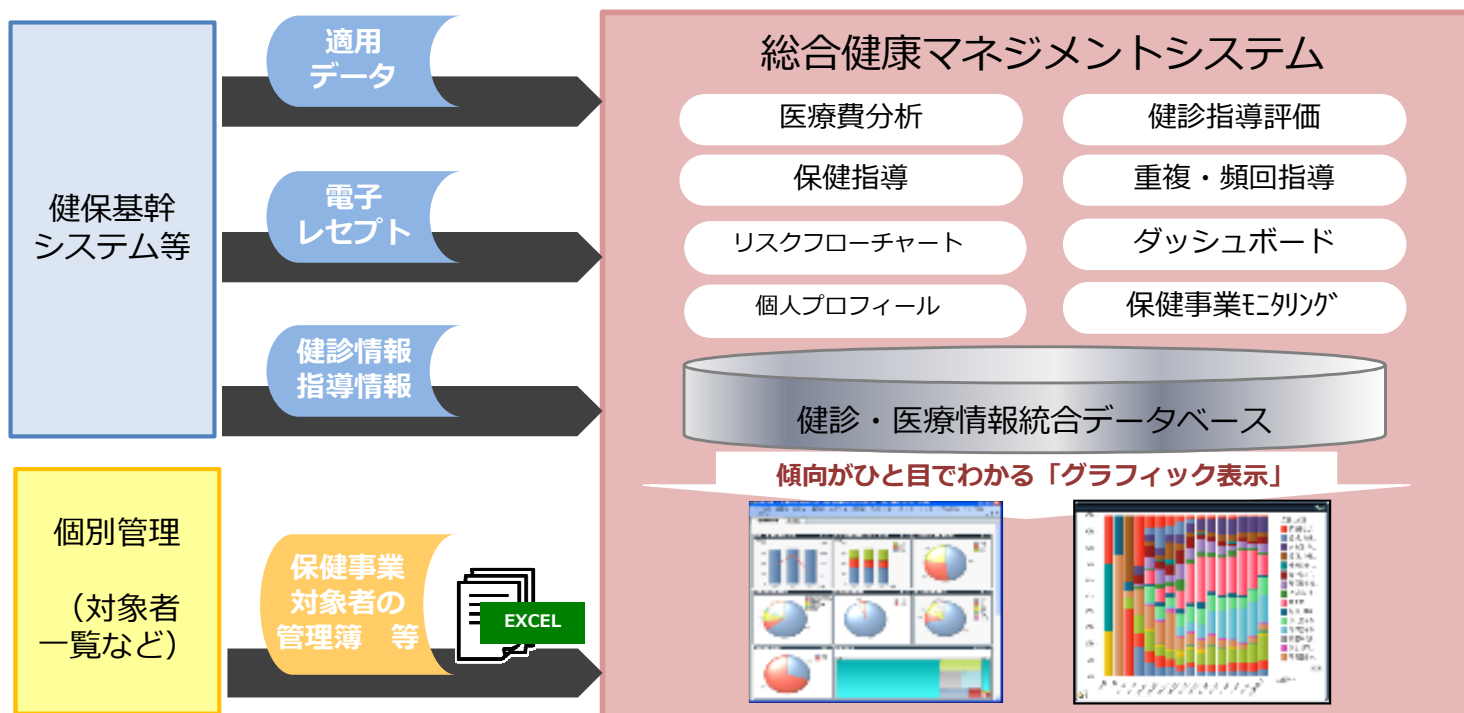 健保基幹
システム等
適用
データ
電子
レセプト
健診情報
指導情報
個別管理
（対象者
一覧など）
保健事業
対象者の
管理簿　等
EXCEL
総合健康マネジメントシステム
医療費分析
健診指導評価
保健指導
重複・頻回指導
リスクフローチャート
ダッシュボード
個人プロフィール
保健事業ﾓﾆﾀﾘﾝｸﾞ
健診・医療情報統合データベース
傾向がひと目でわかる「グラフィック表示」